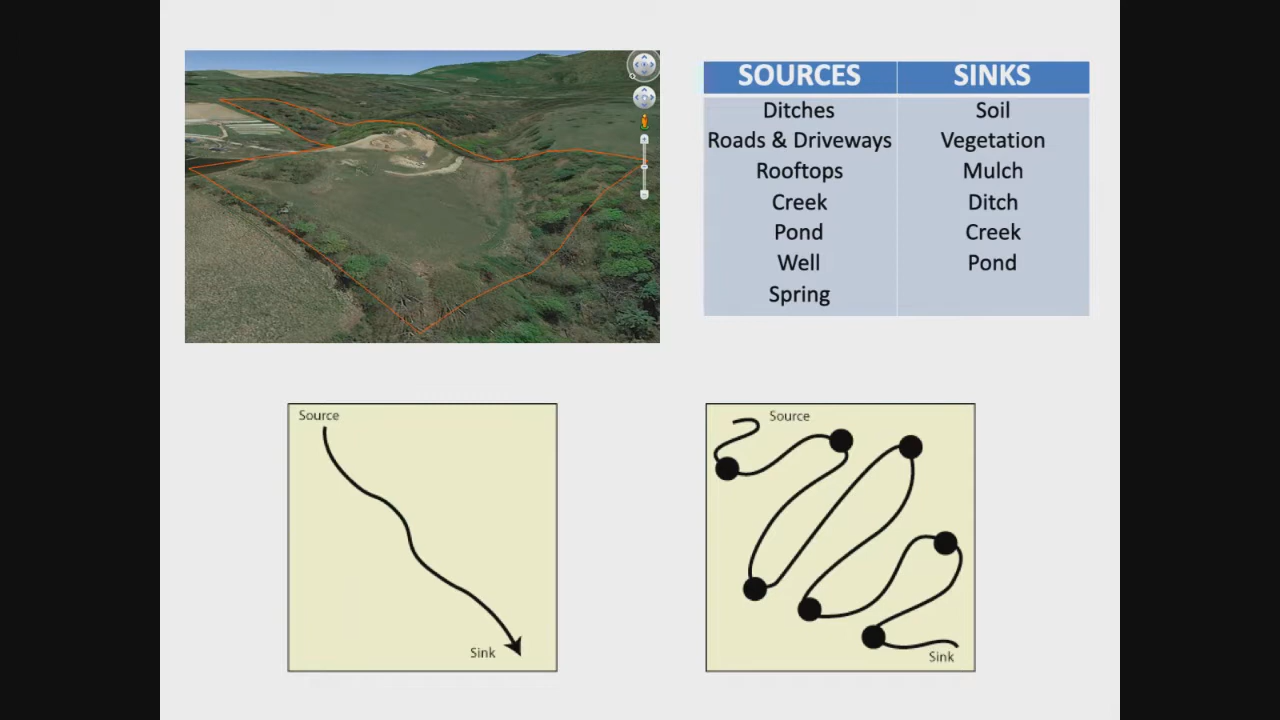 SOURCES SINKS
Ditches Soil
Roads & Driveways Vegetation
Rooftops Mulch
Creek Ditch
Pond Creek
Well Pond
Spring
Source
Sink
Source
Sink